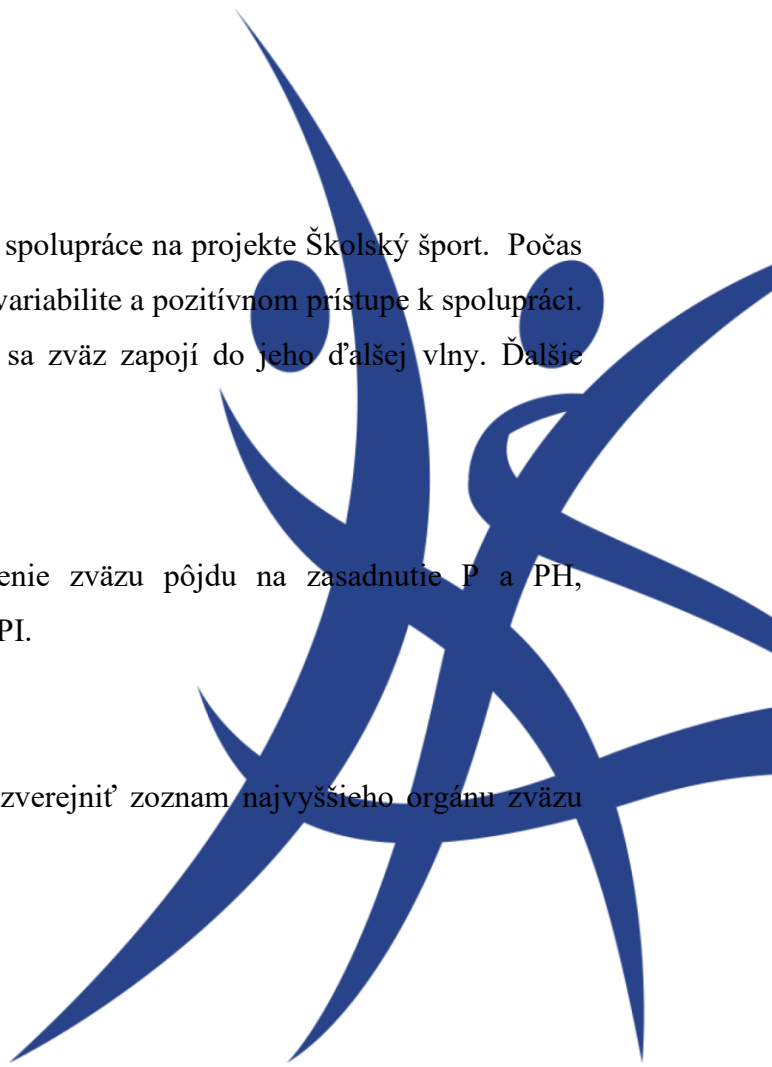 spolupráce na projekte Školský šport. Počas
variabilite a pozitívnom prístupe k spolupráci.
sa zväz zapojí do jeho ďalšej vlny. Ďalšie
enie zväzu pôjdu na zasadnutie P a PH,
PI.
zverejniť zoznam najvyššieho orgánu zväzu